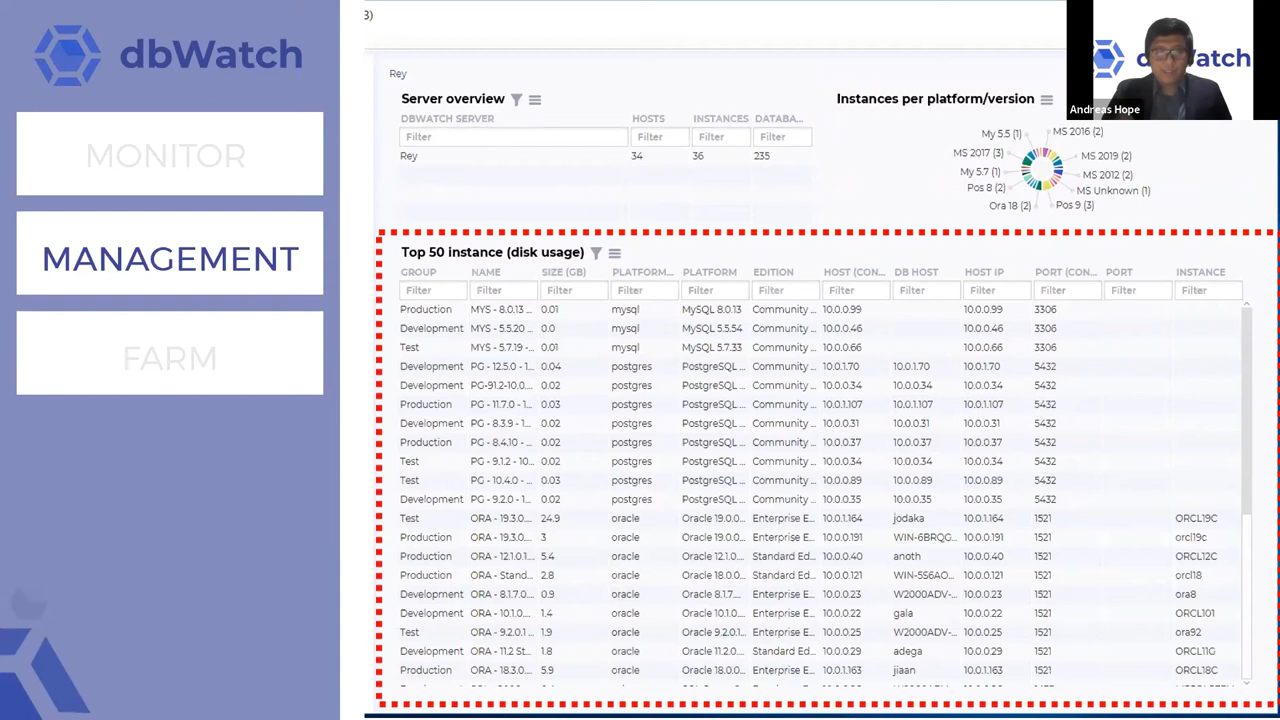 dbWatch
MONITOR
MANAGEMENT
FARM
3)
Rey
Server overview
DBWATCH SERVER HOSTS INSTANCES DATABA...
Filter Filter Filter Filter
Rey 34 36 235
Instances per platform/version
My 5.5 (1) MS 2016 (2)
MS 2017 (3) MS 2019 (2)
My 5.7 (1) MS 2012 (2)
Pos 8 (2) MS Unknown (1)
Ora 18 (2) Pos 9 (3)
Watch
Andreas Hope
Top 50 instance (disk usage)
GROUP NAME SIZE (GB) PLATFORM... PLATFORM EDITION HOST (CON... DB HOST HOST IP PORT (CON... PORT INSTANCE
Filter Filter Filter Filter Filter Filter Filter Filter Filter Filter Filter Filter
Production MYS - 8.0.13 ... 0.01 mysql MySQL 8.0.13 Community ... 10.0.0.99 10.0.0.99 3306
Development MYS - 5.5.20 ... 0.0 mysql MySQL 5.5.54 Community ... 10.0.0.46 10.0.0.46 3306
Test MYS - 5.7.19 - ... 0.01 mysql MySQL 5.7.33 Community ... 10.0.0.66 10.0.0.66 3306
Development PG - 12.5.0 - 1... 0.04 postgres PostgreSQL ... Community ... 10.0.1.70 10.0.1.70 10.0.1.70 5432
Development PG-91.2-10.0... 0.02 postgres PostgreSQL ... Community ... 10.0.0.34 10.0.0.34 10.0.0.34 5432
Production PG - 11.7.0 - 1... 0.03 postgres PostgreSQL ... Community ... 10.0.1.107 10.0.1.107 10.0.1.107 5432
Development PG - 8.3.9 - 1... 0.02 postgres PostgreSQL ... Community ... 10.0.0.31 10.0.0.31 10.0.0.31 5432
Production PG - 8.4.10 - ... 0.02 postgres PostgreSQL ... Community ... 10.0.0.37 10.0.0.37 10.0.0.37 5432
Test PG - 9.1.2 - 10... 0.02 postgres PostgreSQL ... Community ... 10.0.0.34 10.0.0.34 10.0.0.34 5432
Test PG - 10.4.0 - ... 0.03 postgres PostgreSQL ... Community ... 10.0.0.89 10.0.0.89 10.0.0.89 5432
Development PG - 9.2.0 - 1... 0.02 postgres PostgreSQL ... Community ... 10.0.0.35 10.0.0.35 10.0.0.35 5432
Test ORA - 19.3.0... 24.9 oracle Oracle 19.0.0... Enterprise E... 10.0.1.164 jodaka 10.0.1.164 1521 ORCL19C
Production ORA - 19.3.0... 3 oracle Oracle 19.0.0... Enterprise E... 10.0.0.191 WIN-6BRQG... 10.0.0.191 1521 orcl19c
Production ORA - 12.1.0.1... 5.4 oracle Oracle 12.1.0... Standard Ed... 10.0.0.40 anoth 10.0.0.40 1521 ORCL12C
Production ORA - Stand... 2.8 oracle Oracle 18.0.0... Standard Ed... 10.0.0.121 WIN-5S6AO... 10.0.0.121 1521 orcl18
Development ORA - 8.1.7.0... 0.9 oracle Oracle 8.1.7... Enterprise E... 10.0.0.23 W2000ADV-... 10.0.0.23 1521 ora8
Development ORA - 10.1.0... 1.4 oracle Oracle 10.1.0... Enterprise E... 10.0.0.22 gala 10.0.0.22 1521 ORCL101
Test ORA - 9.2.0.1 ... 1.9 oracle Oracle 9.2.0.1... Enterprise E... 10.0.0.25 W2000ADV-... 10.0.0.25 1521 ora92
Development ORA - 11.2 St... 1.8 oracle Oracle 11.2.0... Standard Ed... 10.0.0.29 adega 10.0.0.29 1521 ORCL11G
Production ORA - 18.3.0... 5.9 oracle Oracle 18.0.0... Enterprise E... 10.0.1.163 jiaan 10.0.1.163 1521 ORCL18C